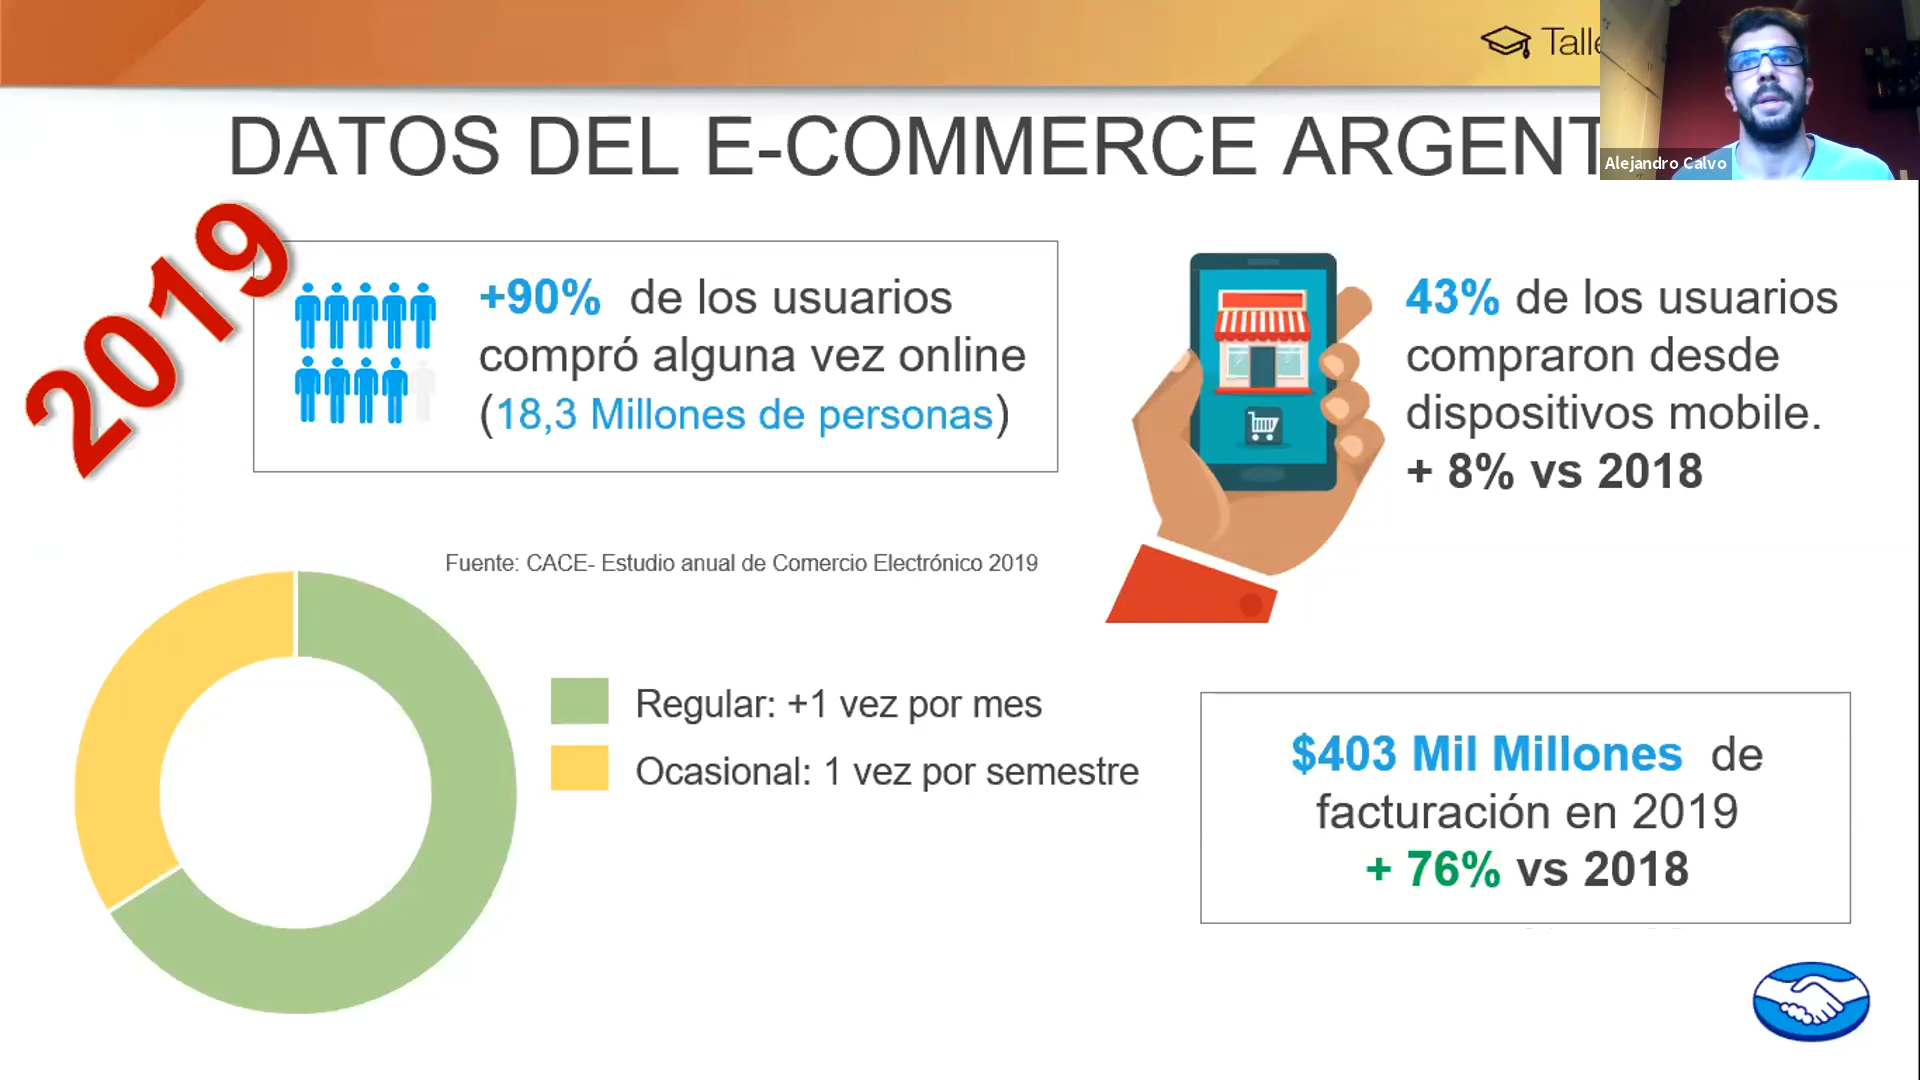 DATOS DEL E-COMMERCE ARGENT
Alejandro Calvo
2019
+90% de los usuarios
compró alguna vez online
(18,3 Millones de personas)
43% de los usuarios
compraron desde
dispositivos mobile.
+ 8% vs 2018
Fuente: CACE- Estudio anual de Comercio Electrónico 2019
Regular: +1 vez por mes
Ocasional: 1 vez por semestre
$403 Mil Millones de
facturación en 2019
+ 76% vs 2018